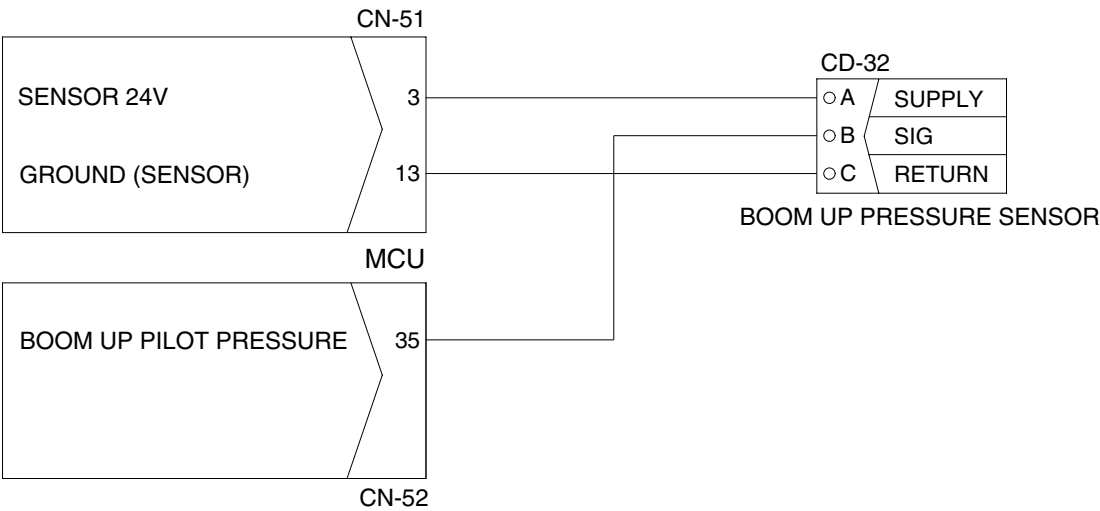 CN-51
CD-32
SENSOR 24V 3
A SUPPLY
B SIG
GROUND (SENSOR) 13
C RETURN
BOOM UP PRESSURE SENSOR
MCU
BOOM UP PILOT PRESSURE 35
CN-52